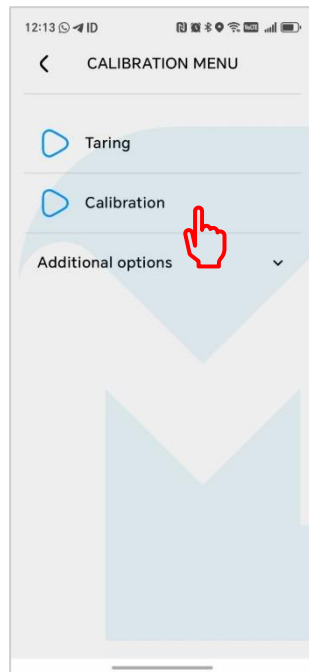 12:13 ID
CALIBRATION MENU
Taring
Calibration
Additional options